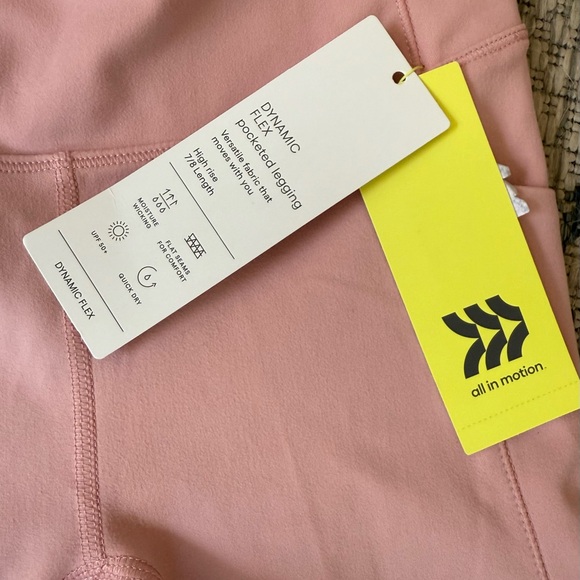 DYNAMIC
FLEX
pocketed legging
Versatile fabric that
moves with you
High rise
7/8 Length
MOISTURE
WICKING
FLAT SEAMS
FOR COMFORT
UPF 50+
QUICK DRY
DYNAMIC FLEX
all in motion™